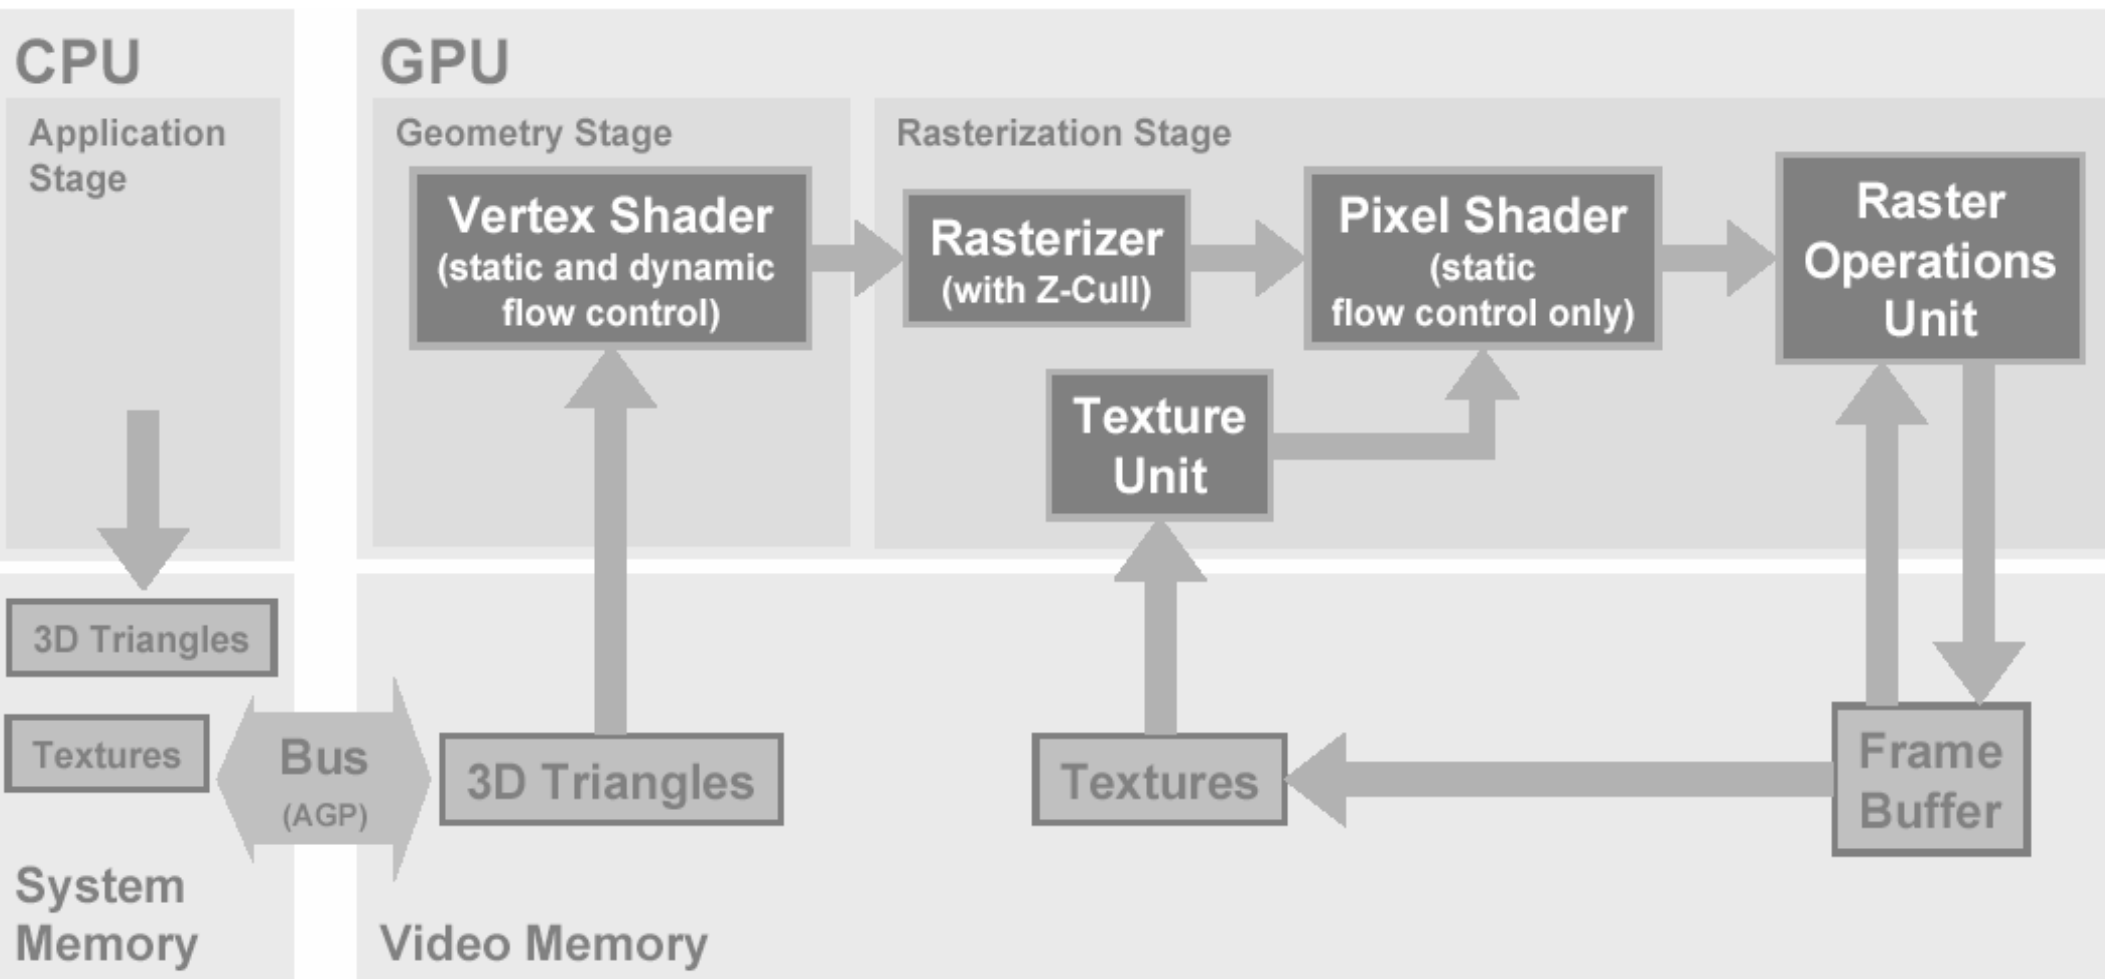 CPU
Application
Stage
GPU
Geometry Stage
Vertex Shader
(static and dynamic
flow control)
Rasterization Stage
Rasterizer
(with Z-Cull)
Pixel Shader
(static
flow control only)
Raster
Operations
Unit
Texture
Unit
3D Triangles
Textures
Bus
(AGP)
3D Triangles
Textures
Frame
Buffer
System
Memory
Video Memory